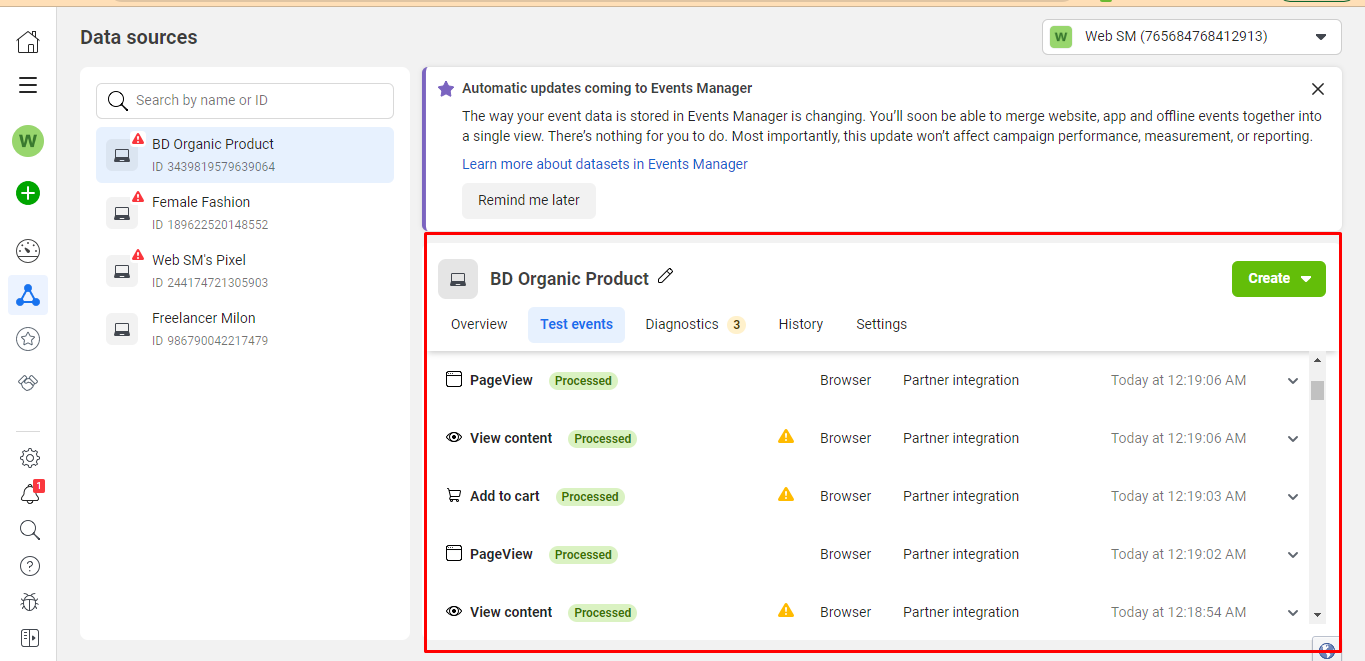 Data sources
W Web SM (765684768412913)
Search by name or ID
W
BD Organic Product
ID 3439819579639064
Female Fashion
ID 189622520148552
Web SM's Pixel
ID 244174721305903
Freelancer Milon
ID 986790042217479
1
Automatic updates coming to Events Manager
The way your event data is stored in Events Manager is changing. You'll soon be able to merge website, app and offline events together into
a single view. There's nothing for you to do. Most importantly, this update won't affect campaign performance, measurement, or reporting.
Learn more about datasets in Events Manager
Remind me later
BD Organic Product
Create
Overview Test events Diagnostics 3 History Settings
PageView Processed Browser Partner integration Today at 12:19:06 AM
View content Processed Browser Partner integration Today at 12:19:06 AM
Add to cart Processed Browser Partner integration Today at 12:19:03 AM
PageView Processed Browser Partner integration Today at 12:19:02 AM
View content Processed Browser Partner integration Today at 12:18:54 AM